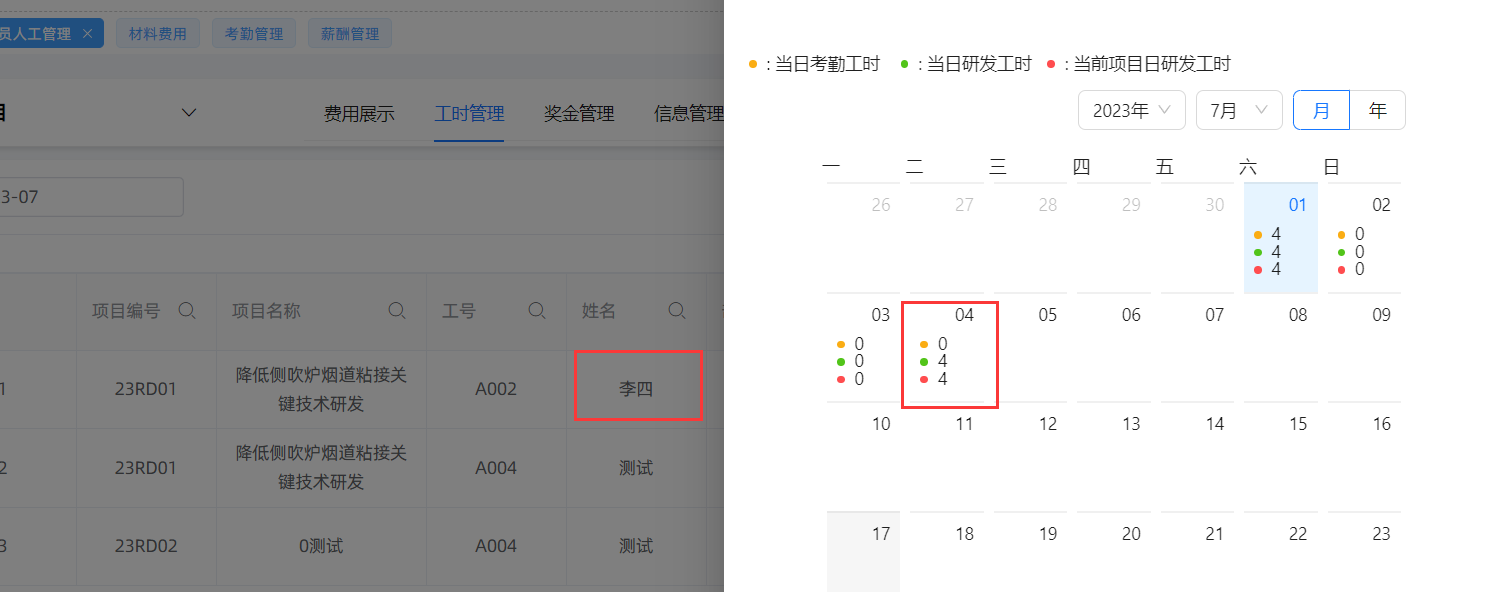 员人工管理 × 材料费用 考勤管理 薪酬管理
费用展示 工时管理 奖金管理 信息管理
3-07
项目编号 项目名称 工号 姓名
1 23RD01 降低侧吹炉烟道粘接关
键技术研发 A002 李四
2 23RD01 降低侧吹炉烟道粘接关
键技术研发 A004 测试
3 23RD02 0测试 A004 测试
: 当日考勤工时 : 当日研发工时 : 当前项目日研发工时
2023年 7月 月 年
一 二 三 四 五 六 日
26 27 28 29 30 01 02
4 0
4 0
4 0
03 04 05 06 07 08 09
0 0
0 4
0 4
10 11 12 13 14 15 16
17 18 19 20 21 22 23